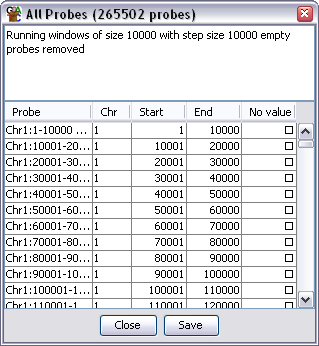 All Probes (265502 probes)
Running windows of size 10000 with step size 10000 empty
probes removed
Probe Chr Start End No value
Chr1:1-10000 ... 1 1 10000
Chr1:10001-20... 1 10001 20000
Chr1:20001-30... 1 20001 30000
Chr1:30001-40... 1 30001 40000
Chr1:40001-50... 1 40001 50000
Chr1:50001-60... 1 50001 60000
Chr1:60001-70... 1 60001 70000
Chr1:70001-80... 1 70001 80000
Chr1:80001-90... 1 80001 90000
Chr1:90001-10... 1 90001 100000
Chr1:100001-1... 1 100001 110000
Chr1:110001-1... 1 110001 120000
Close Save